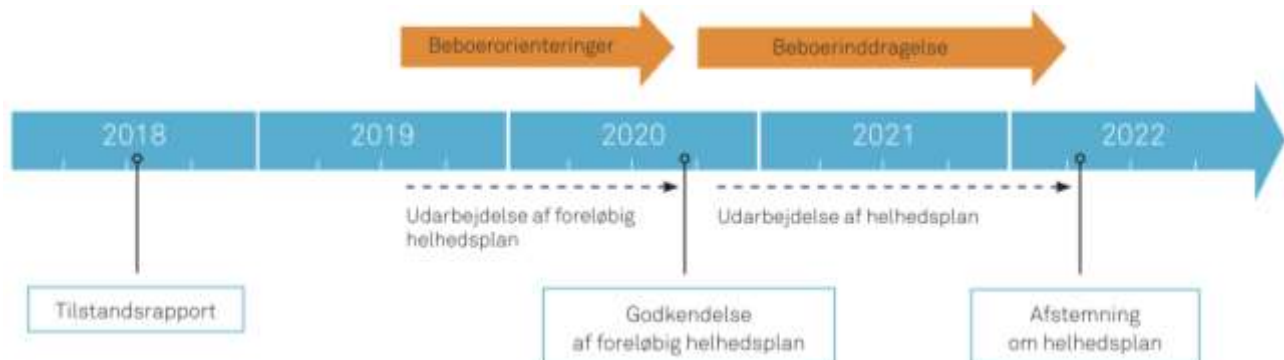 Beboerorienteringer
Beboerinddragelse
2018
2019
2020
2021
2022
Udarbejdelse af foreløbig
helhedsplan
Udarbejdelse af helhedsplan
Tilstandsrapport
Godkendelse
af foreløbig helhedsplan
Afstemning
om helhedsplan